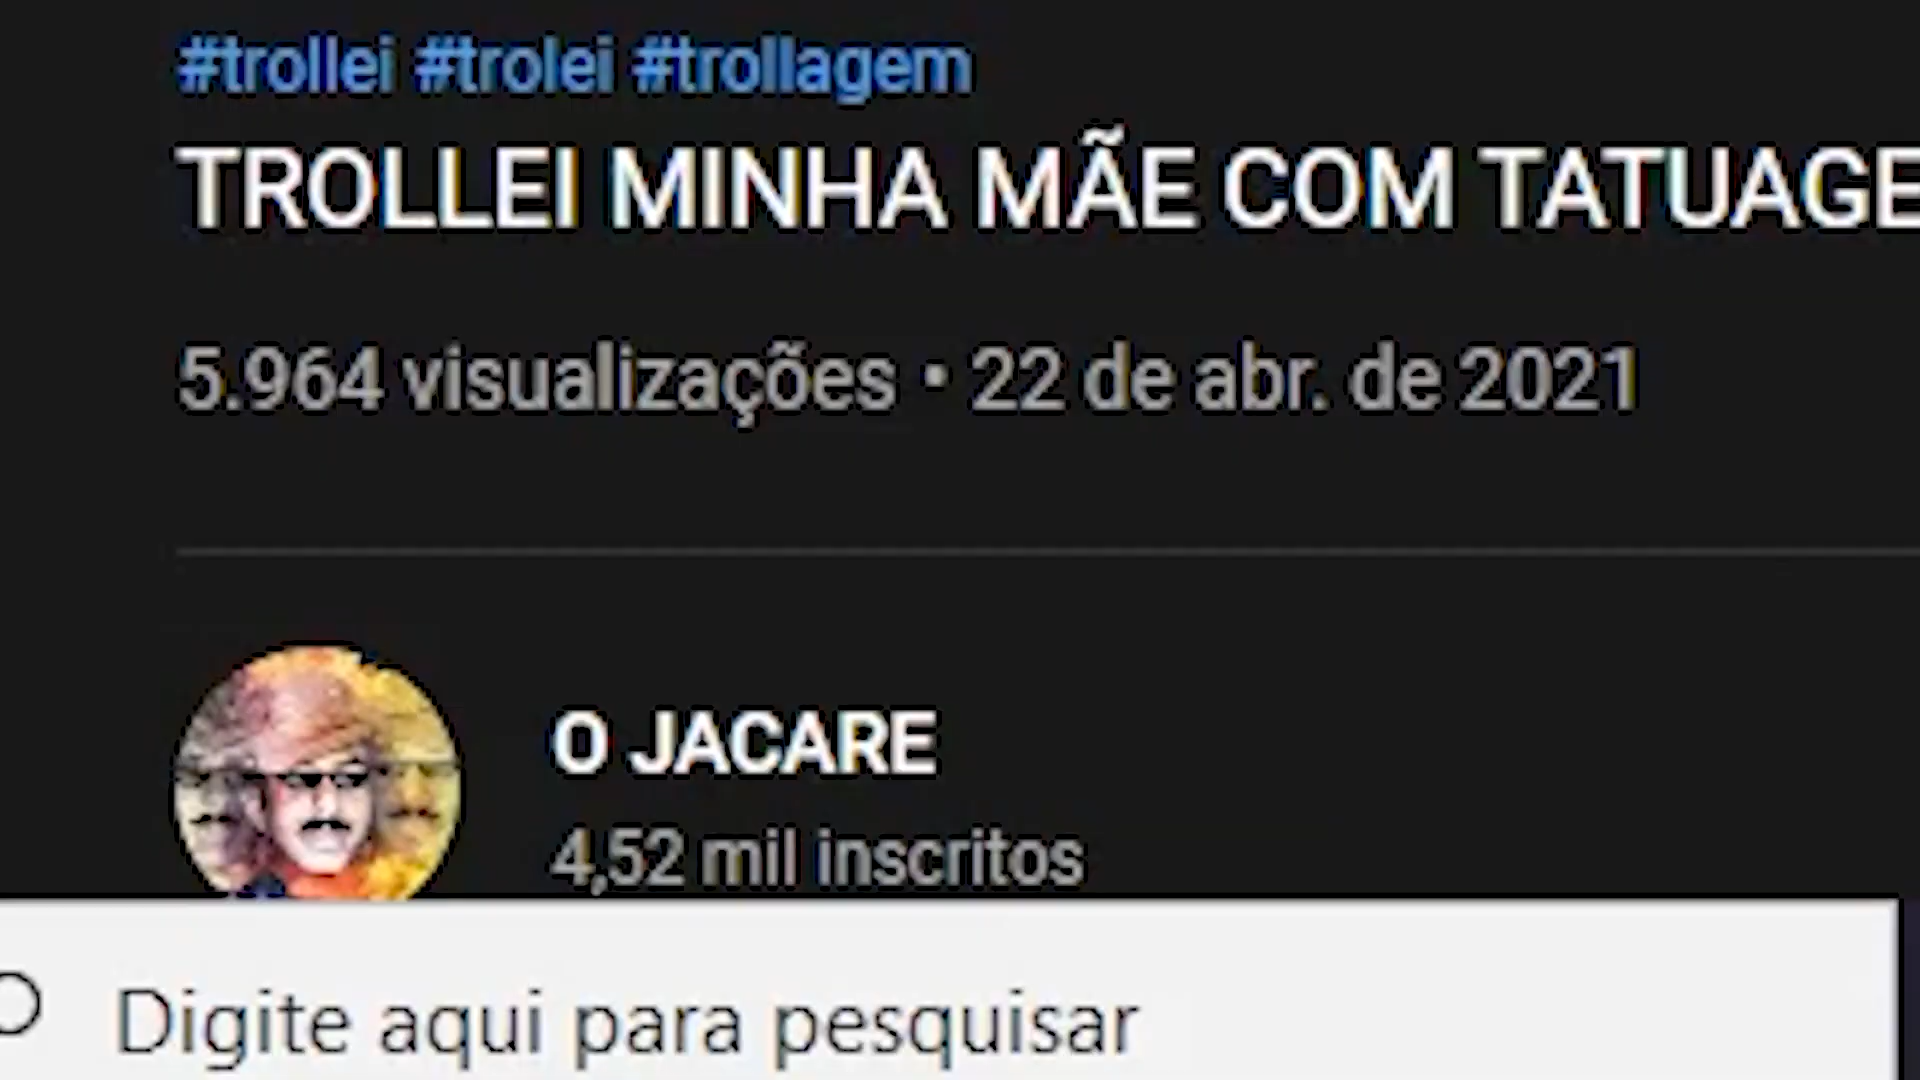 #trollei #trolei #trollagem
TROLLEI MINHA MÃE COM TATUAGE
5.964 visualizações • 22 de abr. de 2021
O JACARE
4,52 mil inscritos
Digite aqui para pesquisar